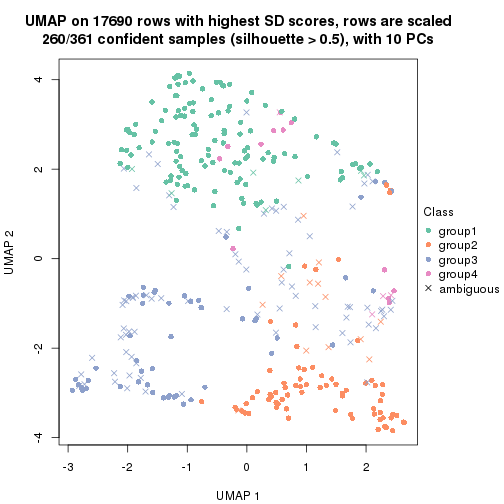 UMAP on 17690 rows with highest SD scores, rows are scaled
260/361 confident samples (silhouette > 0.5), with 10 PCs
4
2
0
-2
-4
UMAP 2
-3
-2
-1
0
1
2
UMAP 1
Class
group1
group2
group3
group4
ambiguous